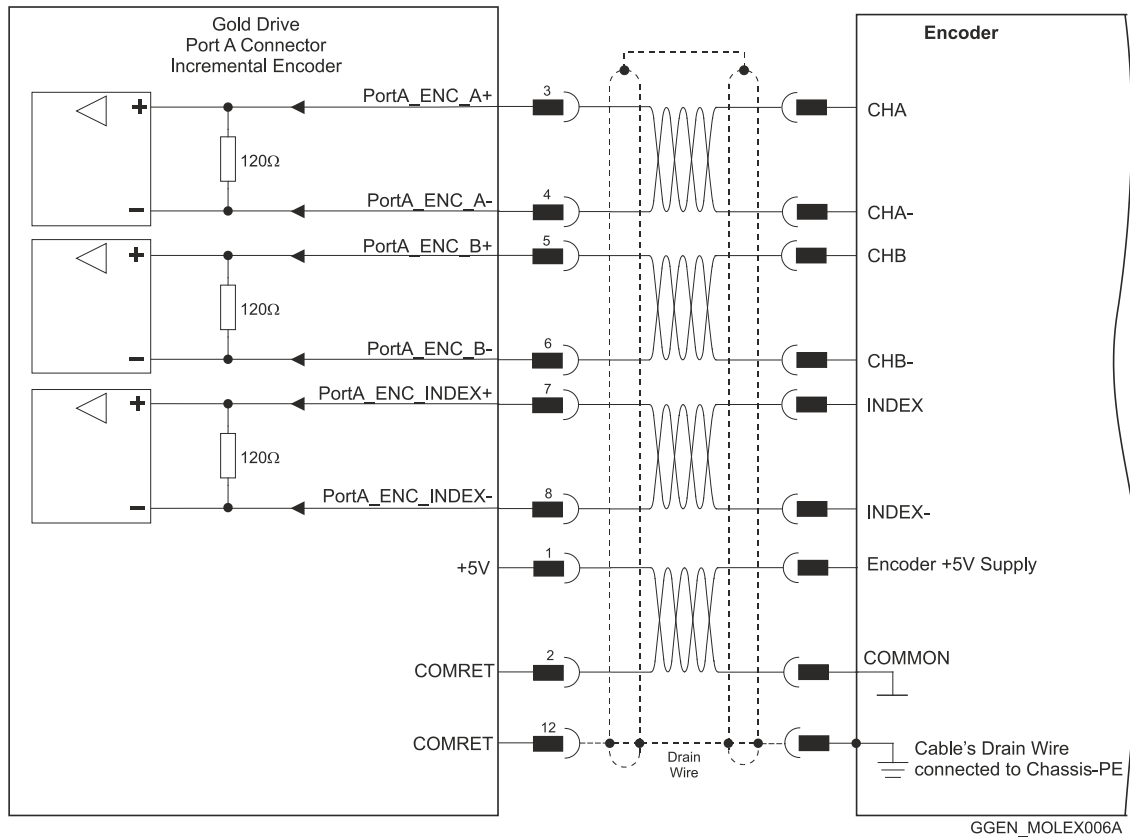 Gold Drive
Port A Connector
Incremental Encoder
Encoder
+
PortA_ENC_A+
3
CHA
120Ω
-
PortA_ENC_A-
4
CHA-
+
PortA_ENC_B+
5
CHB
120Ω
-
PortA_ENC_B-
6
CHB-
+
PortA_ENC_INDEX+
7
INDEX
120Ω
-
PortA_ENC_INDEX-
8
INDEX-
+5V
1
Encoder +5V Supply
COMRET
2
COMMON
COMRET
12
Drain
Wire
Cable's Drain Wire
connected to Chassis-PE
GGEN_MOLEX006A